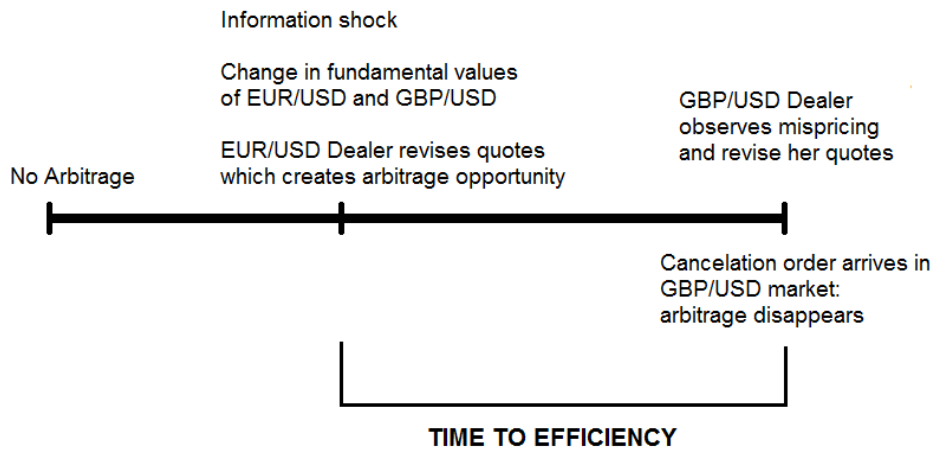 Information shock
Change in fundamental values
of EUR/USD and GBP/USD
EUR/USD Dealer revises quotes
which creates arbitrage opportunity
GBP/USD Dealer
observes mispricing
and revise her quotes
No Arbitrage
Cancelation order arrives in
GBP/USD market:
arbitrage disappears
TIME TO EFFICIENCY